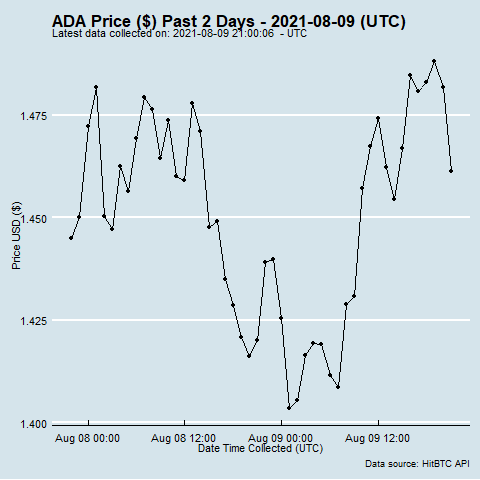 ADA Price ($) Past 2 Days - 2021-08-09 (UTC)
Latest data collected on: 2021-08-09 21:00:06 - UTC
1.475
1.450
1.425
1.400
Price USD ($)
Aug 08 00:00 Aug 08 12:00 Aug 09 00:00 Aug 09 12:00
Date Time Collected (UTC)
Data source: HitBTC API